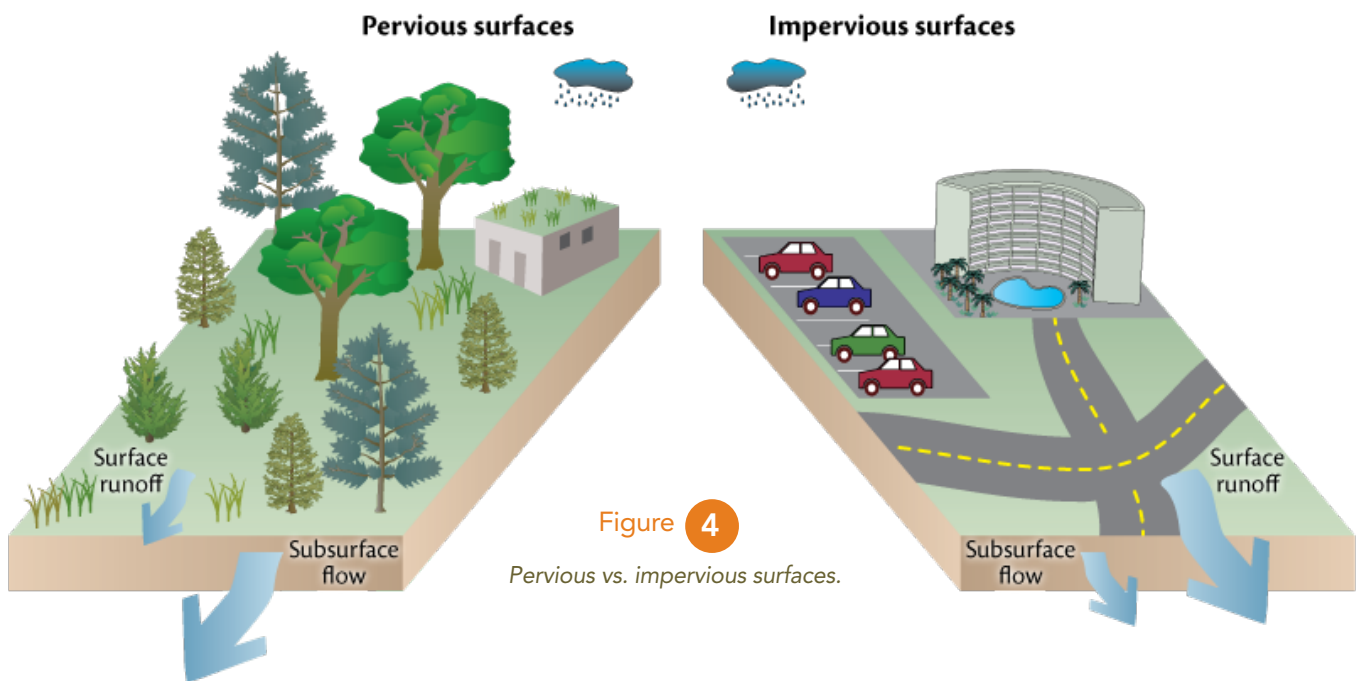 Pervious surfaces
Impervious surfaces
Surface
runoff
Subsurface
flow
Figure 4
Pervious vs. impervious surfaces.
Surface
runoff
Subsurface
flow